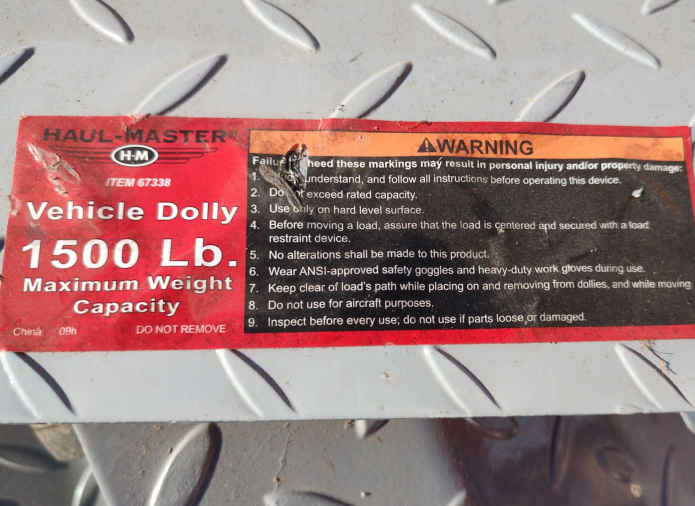 HAUL-MASTER®
H·M
ITEM 67338
Vehicle Dolly
1500 Lb.
Maximum Weight
Capacity
China 09h DO NOT REMOVE
WARNING
Failu heed these markings may result in personal injury and/or property damage:
1. understand, and follow all instructions before operating this device.
2. Do not exceed rated capacity.
3. Use only on hard level surface.
4. Before moving a load, assure that the load is centered and secured with a load
restraint device.
5. No alterations shall be made to this product.
6. Wear ANSI-approved safety goggles and heavy-duty work gloves during use.
7. Keep clear of load's path while placing on and removing from dollies, and while moving
8. Do not use for aircraft purposes.
9. Inspect before every use; do not use if parts loose or damaged.